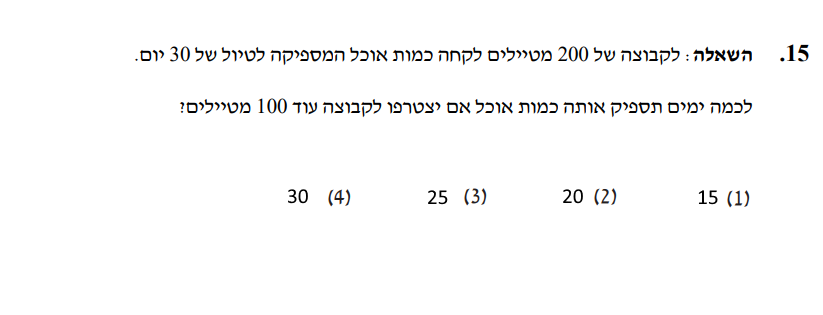 15. השאלה: לקבוצה של 200 מטיילים לקחה כמות אוכל המספיקה לטיול של 30 יום.
לכמה ימים תספיק אותה כמות אוכל אם יצטרפו לקבוצה עוד 100 מטיילים?
(1) 15 (2) 20 (3) 25 (4) 30